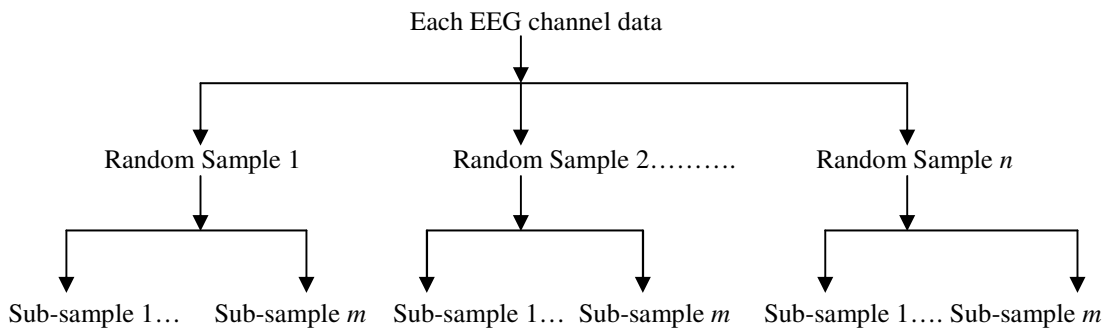 Each EEG channel data
Random Sample 1 Random Sample 2………. Random Sample n
Sub-sample 1… Sub-sample m Sub-sample 1… Sub-sample m Sub-sample 1…. Sub-sample m